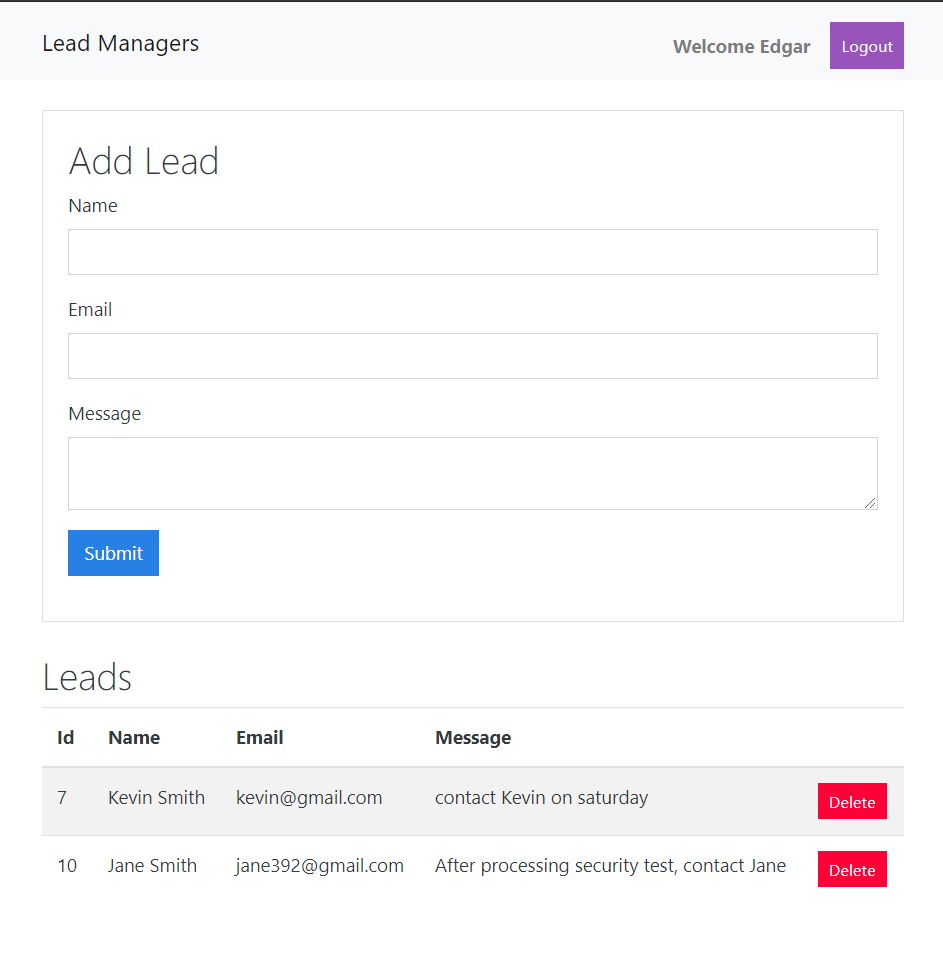 Lead Managers
Welcome Edgar Logout
Add Lead
Name
Email
Message
Submit
Leads
Id Name Email Message
7 Kevin Smith kevin@gmail.com contact Kevin on saturday Delete
10 Jane Smith jane392@gmail.com After processing security test, contact Jane Delete